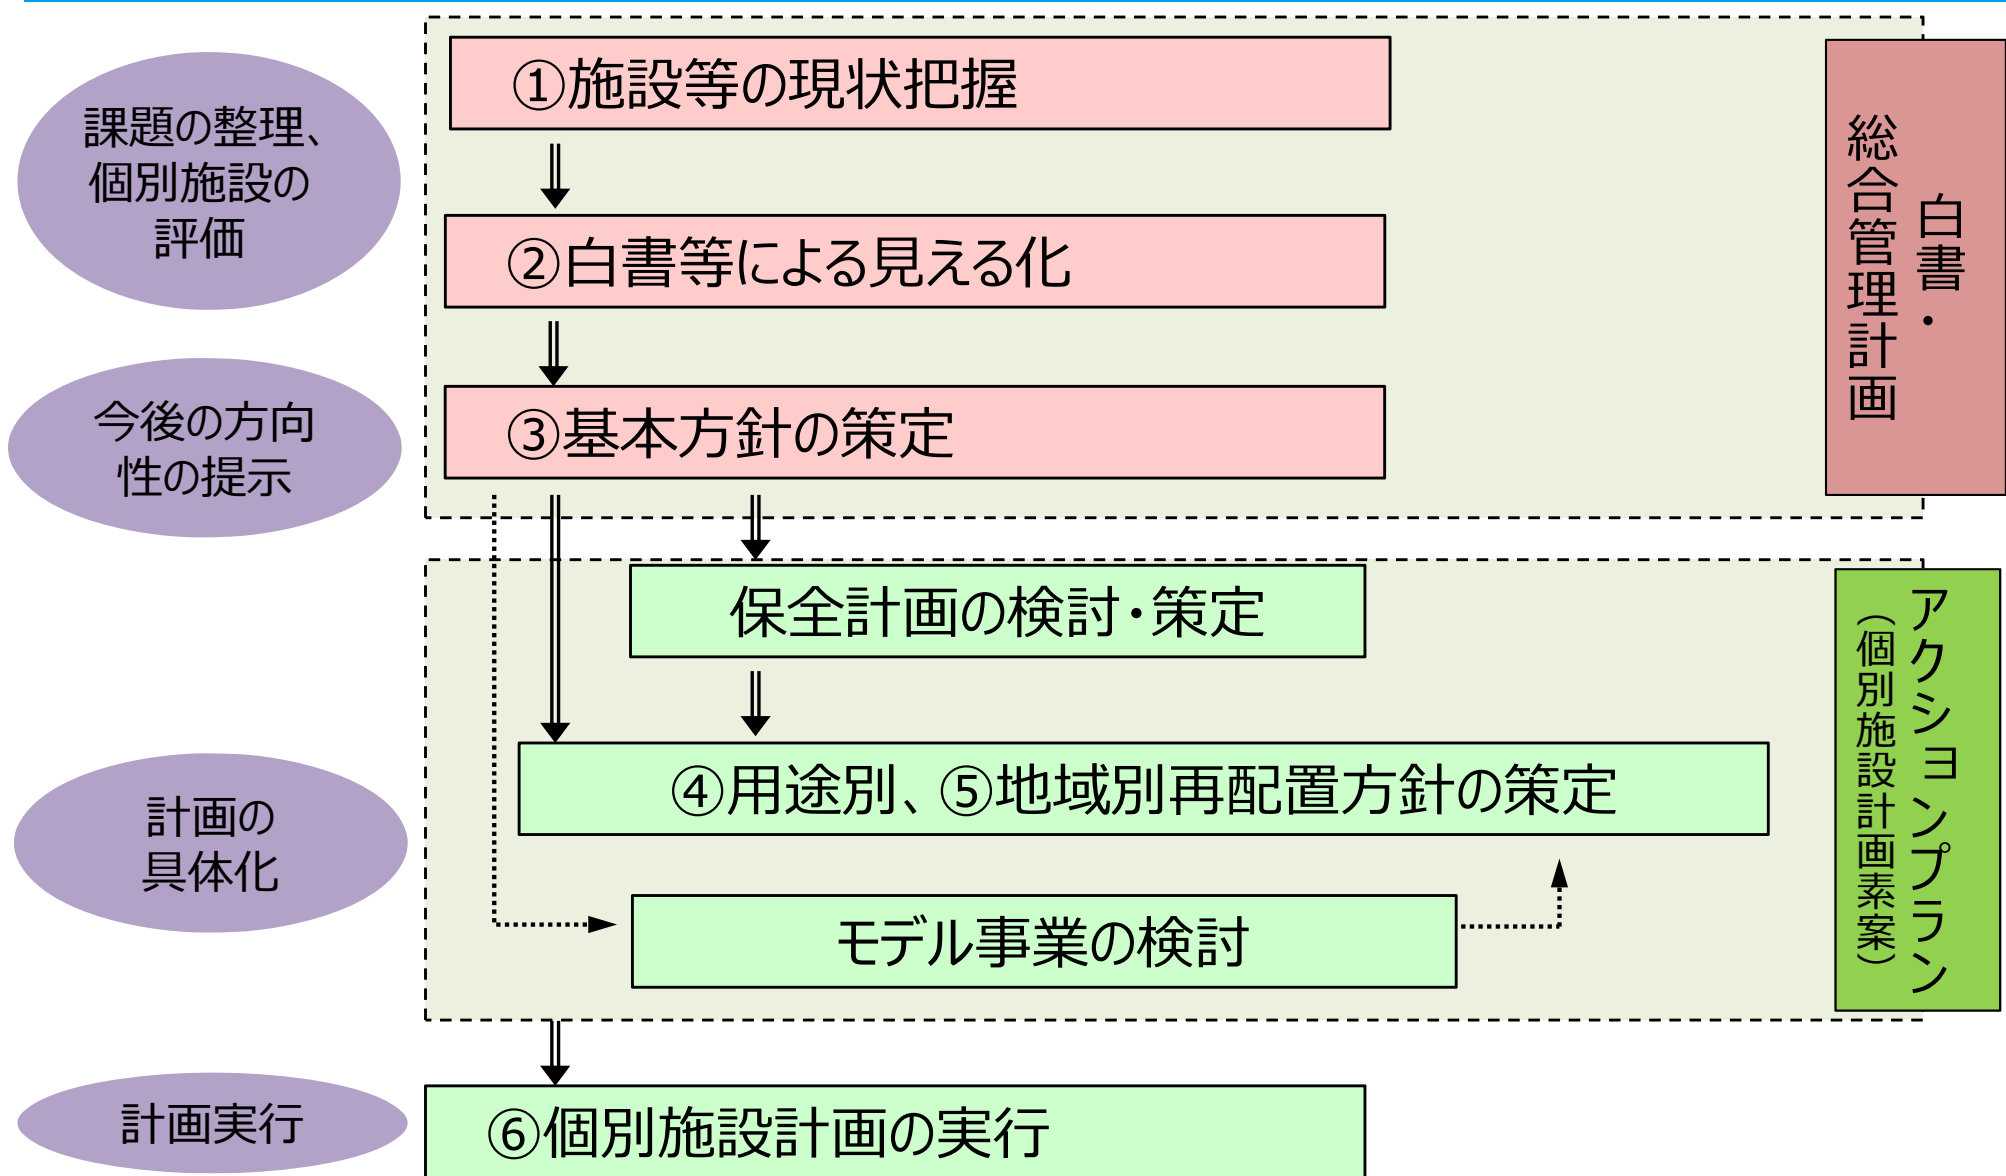 課題の整理、
個別施設の
評価
①施設等の現状把握
②白書等による見える化
白書・
総合管理計画
今後の方向
性の提示
③基本方針の策定
保全計画の検討・策定
アクションプラン
（個別施設計画素案）
計画の
具体化
④用途別、⑤地域別再配置方針の策定
モデル事業の検討
計画実行
⑥個別施設計画の実行